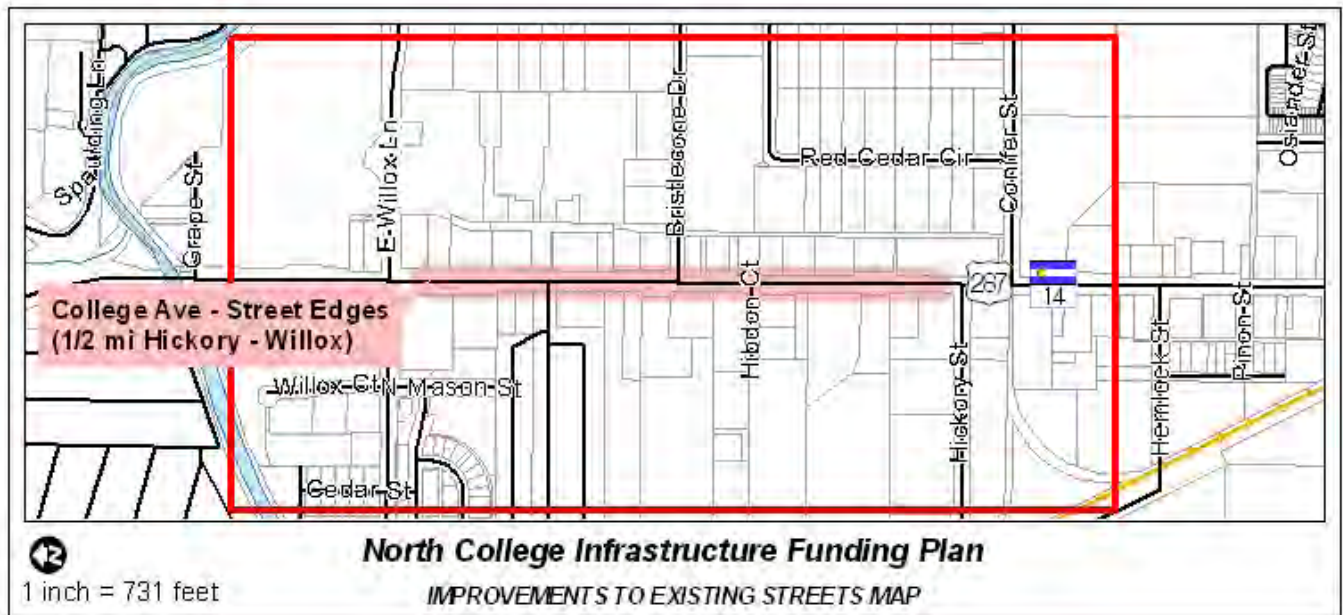 Spaulding Ln
Grape St
E Willox Ln
Bristlecone Dr
Red Cedar Cir
Conifer St
Osiander St
College Ave - Street Edges
(1/2 mi Hickory - Willox)
Hibdon Ct
287
14
Hickory St
Hemlock St
Pinon St
Willox Ct
N Mason St
Cedar St
N
North College Infrastructure Funding Plan
1 inch = 731 feet
IMPROVEMENTS TO EXISTING STREETS MAP